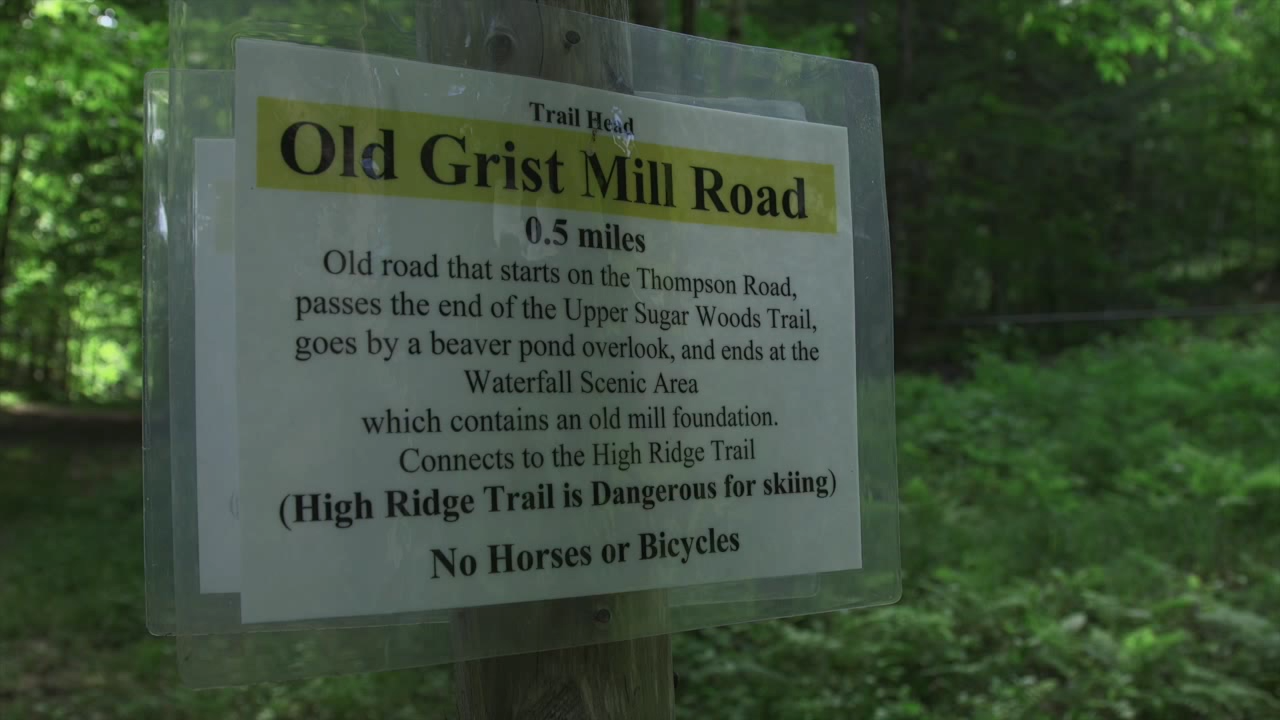 Trail Head
Old Grist Mill Road
0.5 miles
Old road that starts on the Thompson Road,
passes the end of the Upper Sugar Woods Trail,
goes by a beaver pond overlook, and ends at the
Waterfall Scenic Area
which contains an old mill foundation.
Connects to the High Ridge Trail
(High Ridge Trail is Dangerous for skiing)
No Horses or Bicycles